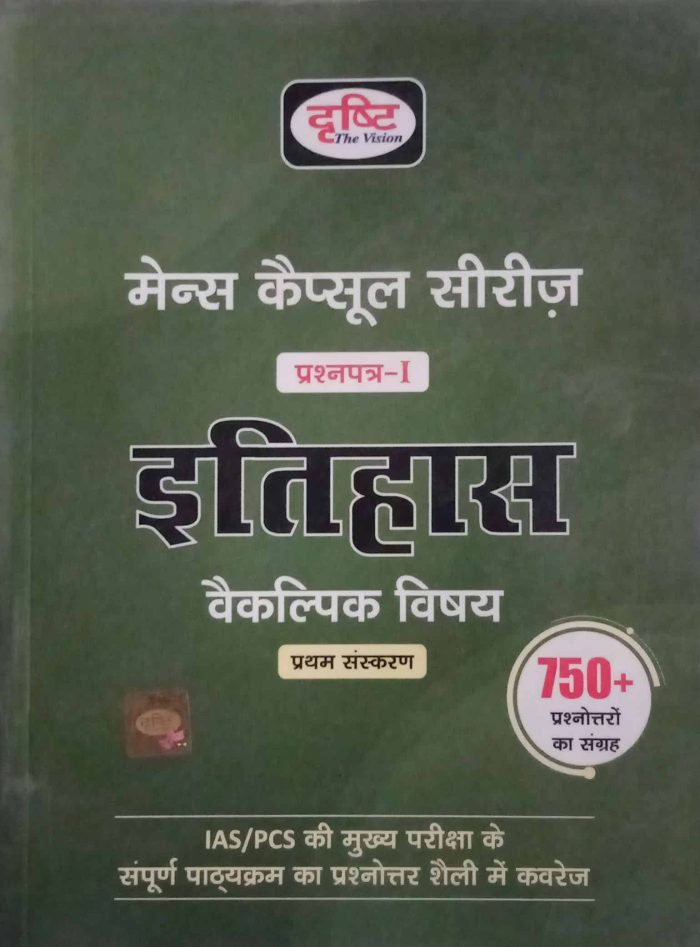 दृष्टि
The Vision
मेन्स कैप्सूल सीरीज़
प्रश्नपत्र-I
इतिहास
वैकल्पिक विषय
प्रथम संस्करण
750+
प्रश्नोत्तरों
का संग्रह
दृष्टि
IAS/PCS की मुख्य परीक्षा के
संपूर्ण पाठ्यक्रम का प्रश्नोत्तर शैली में कवरेज